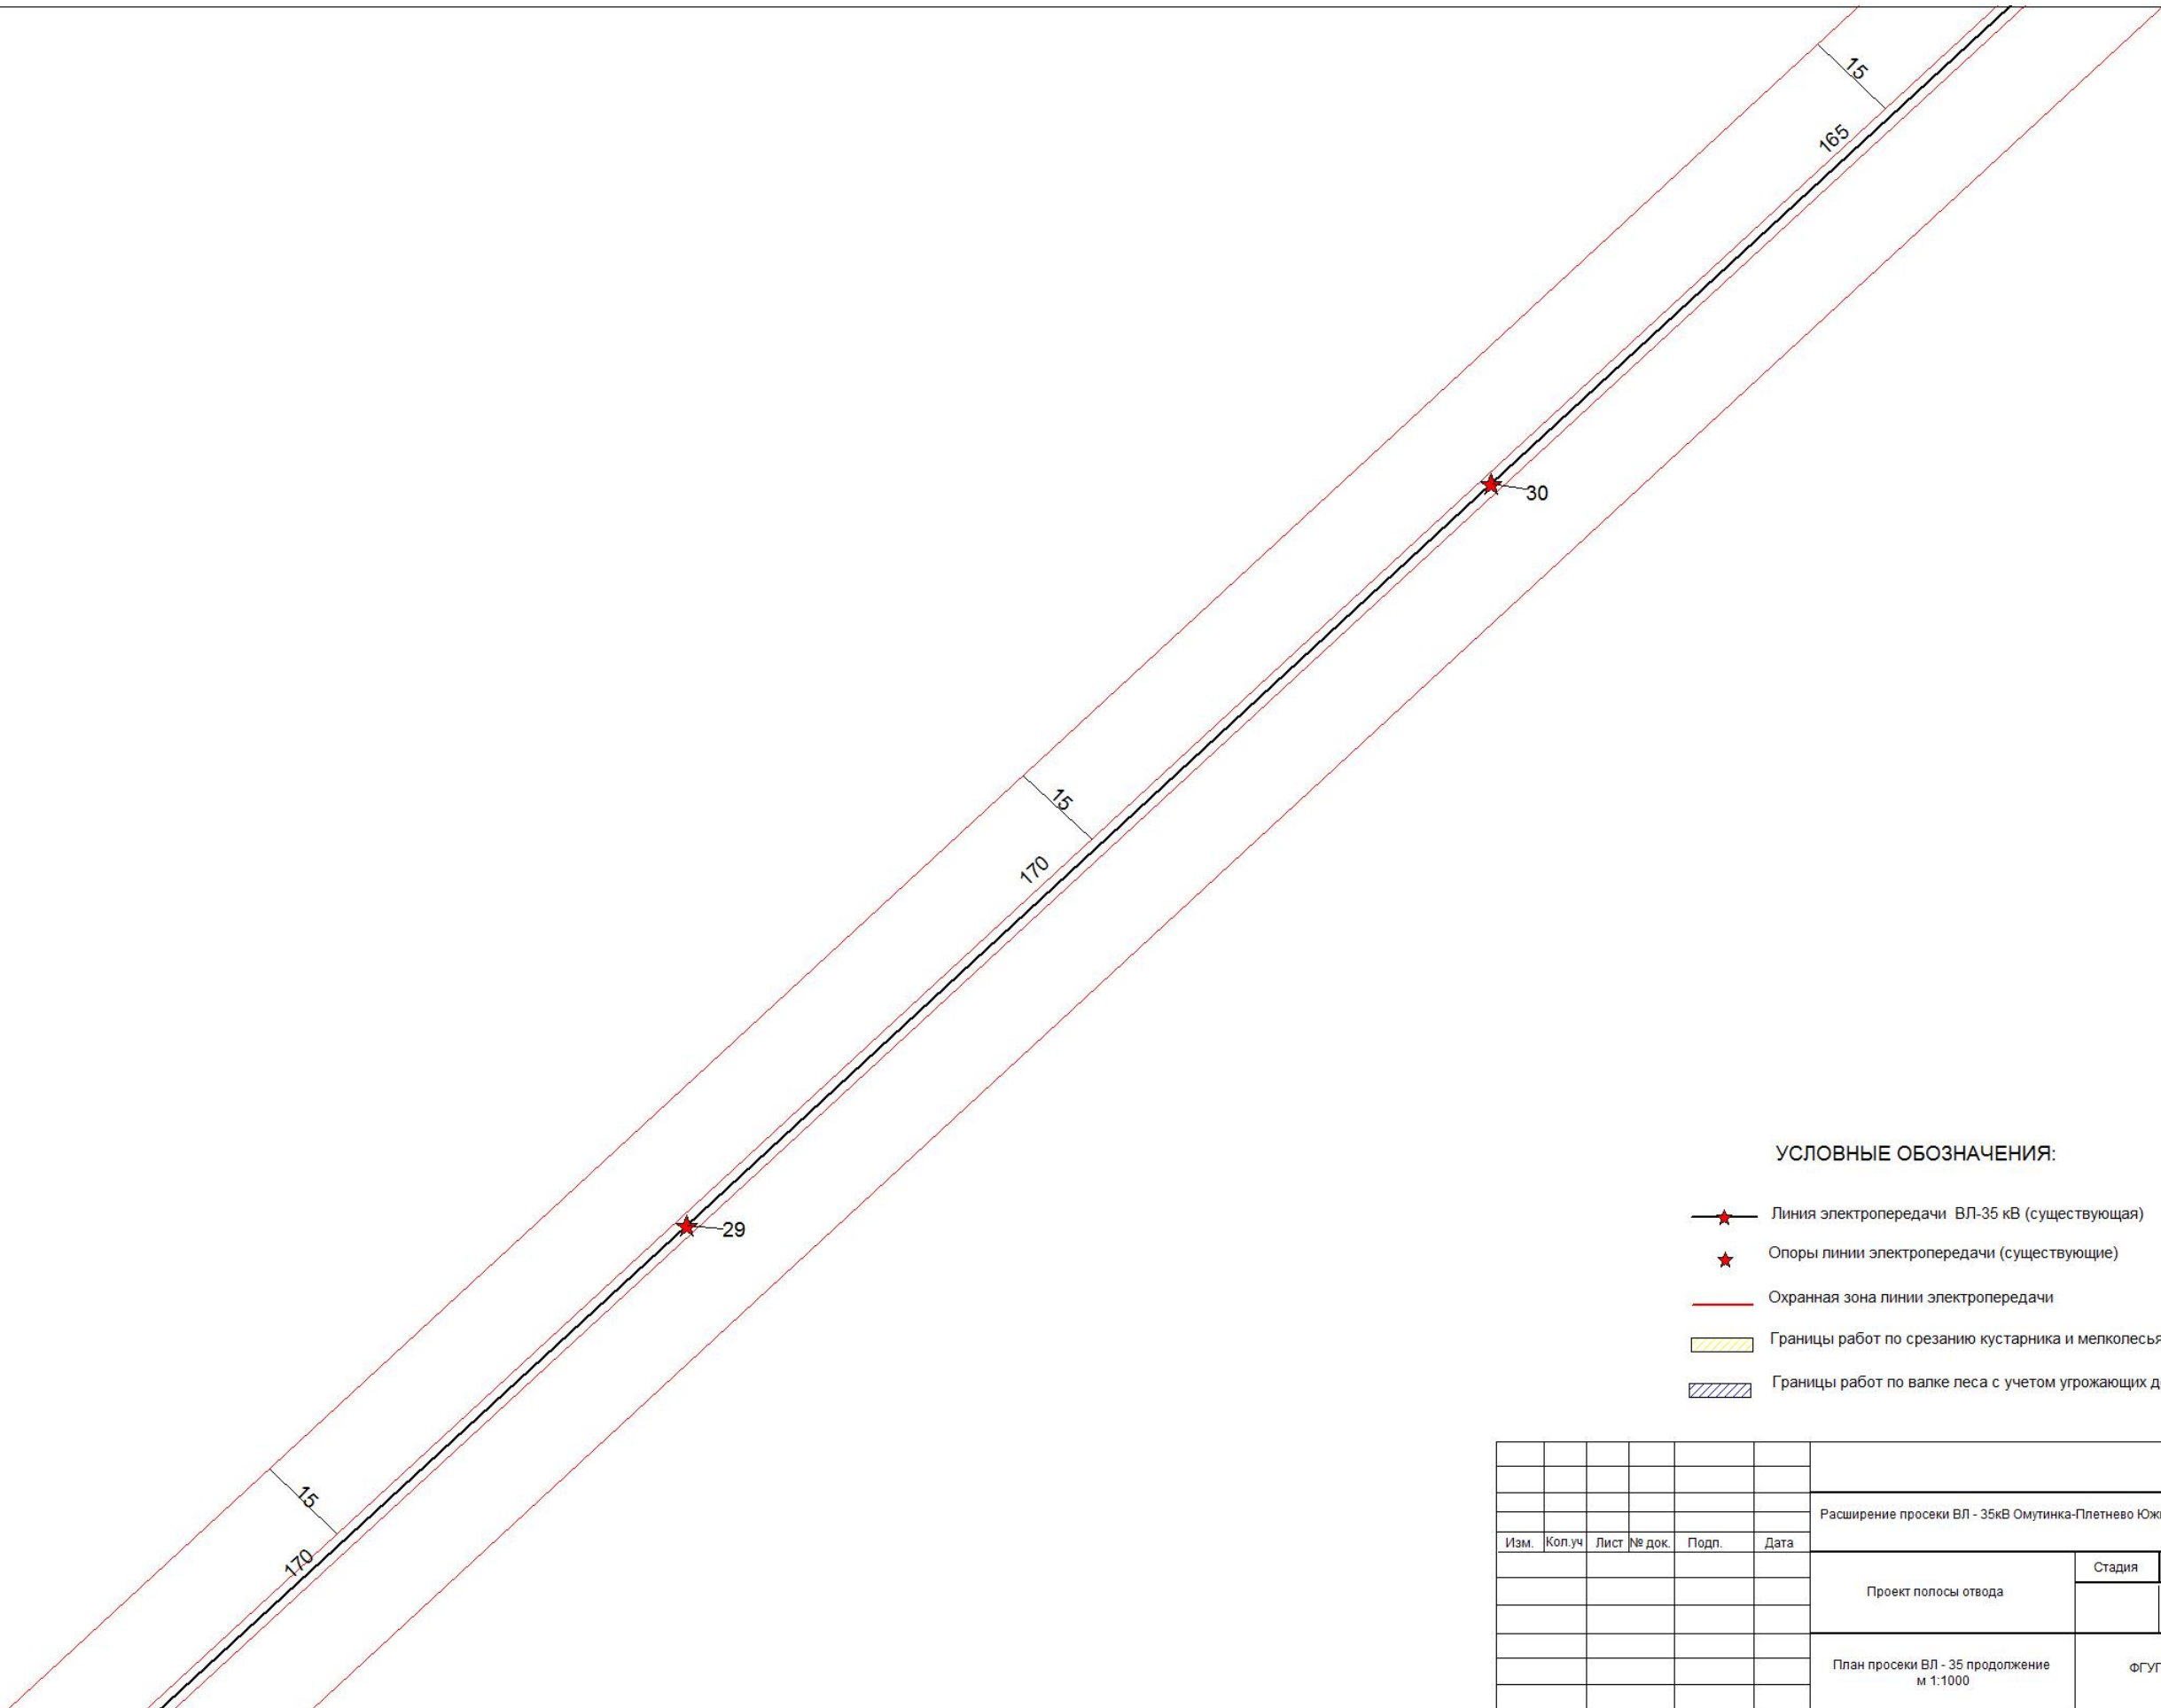 15
165
30
15
170
29
15
170
УСЛОВНЫЕ ОБОЗНАЧЕНИЯ:
Линия электропередачи ВЛ-35 кВ (существующая)
Опоры линии электропередачи (существующие)
Охранная зона линии электропередачи
Границы работ по срезанию кустарника и мелколесья
Границы работ по валке леса с учетом угрожающих
Расширение просеки ВЛ - 35кВ Омутинка-Плетнево
Изм. Кол.уч Лист № док. Подп. Дата
Стадия
Проект полосы отвода
План просеки ВЛ - 35 продолжение
м 1:1000